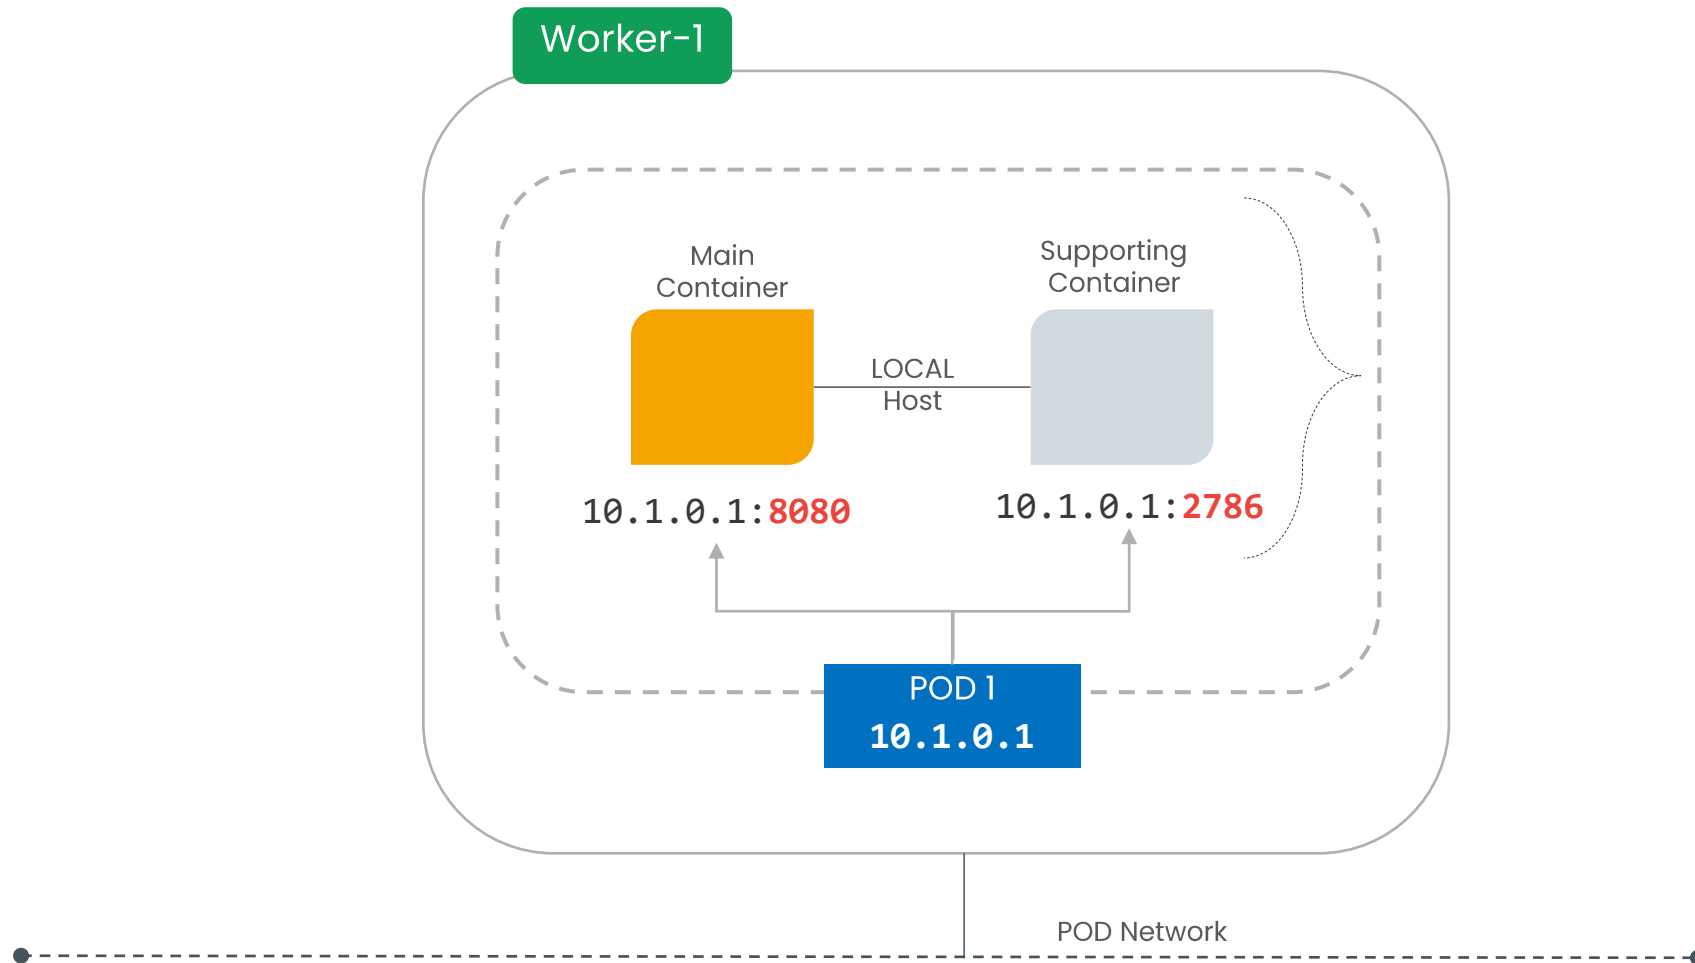 Worker-1
Main
Container
Supporting
Container
LOCAL
Host
10.1.0.1:8080
10.1.0.1:2786
POD 1
10.1.0.1
POD Network